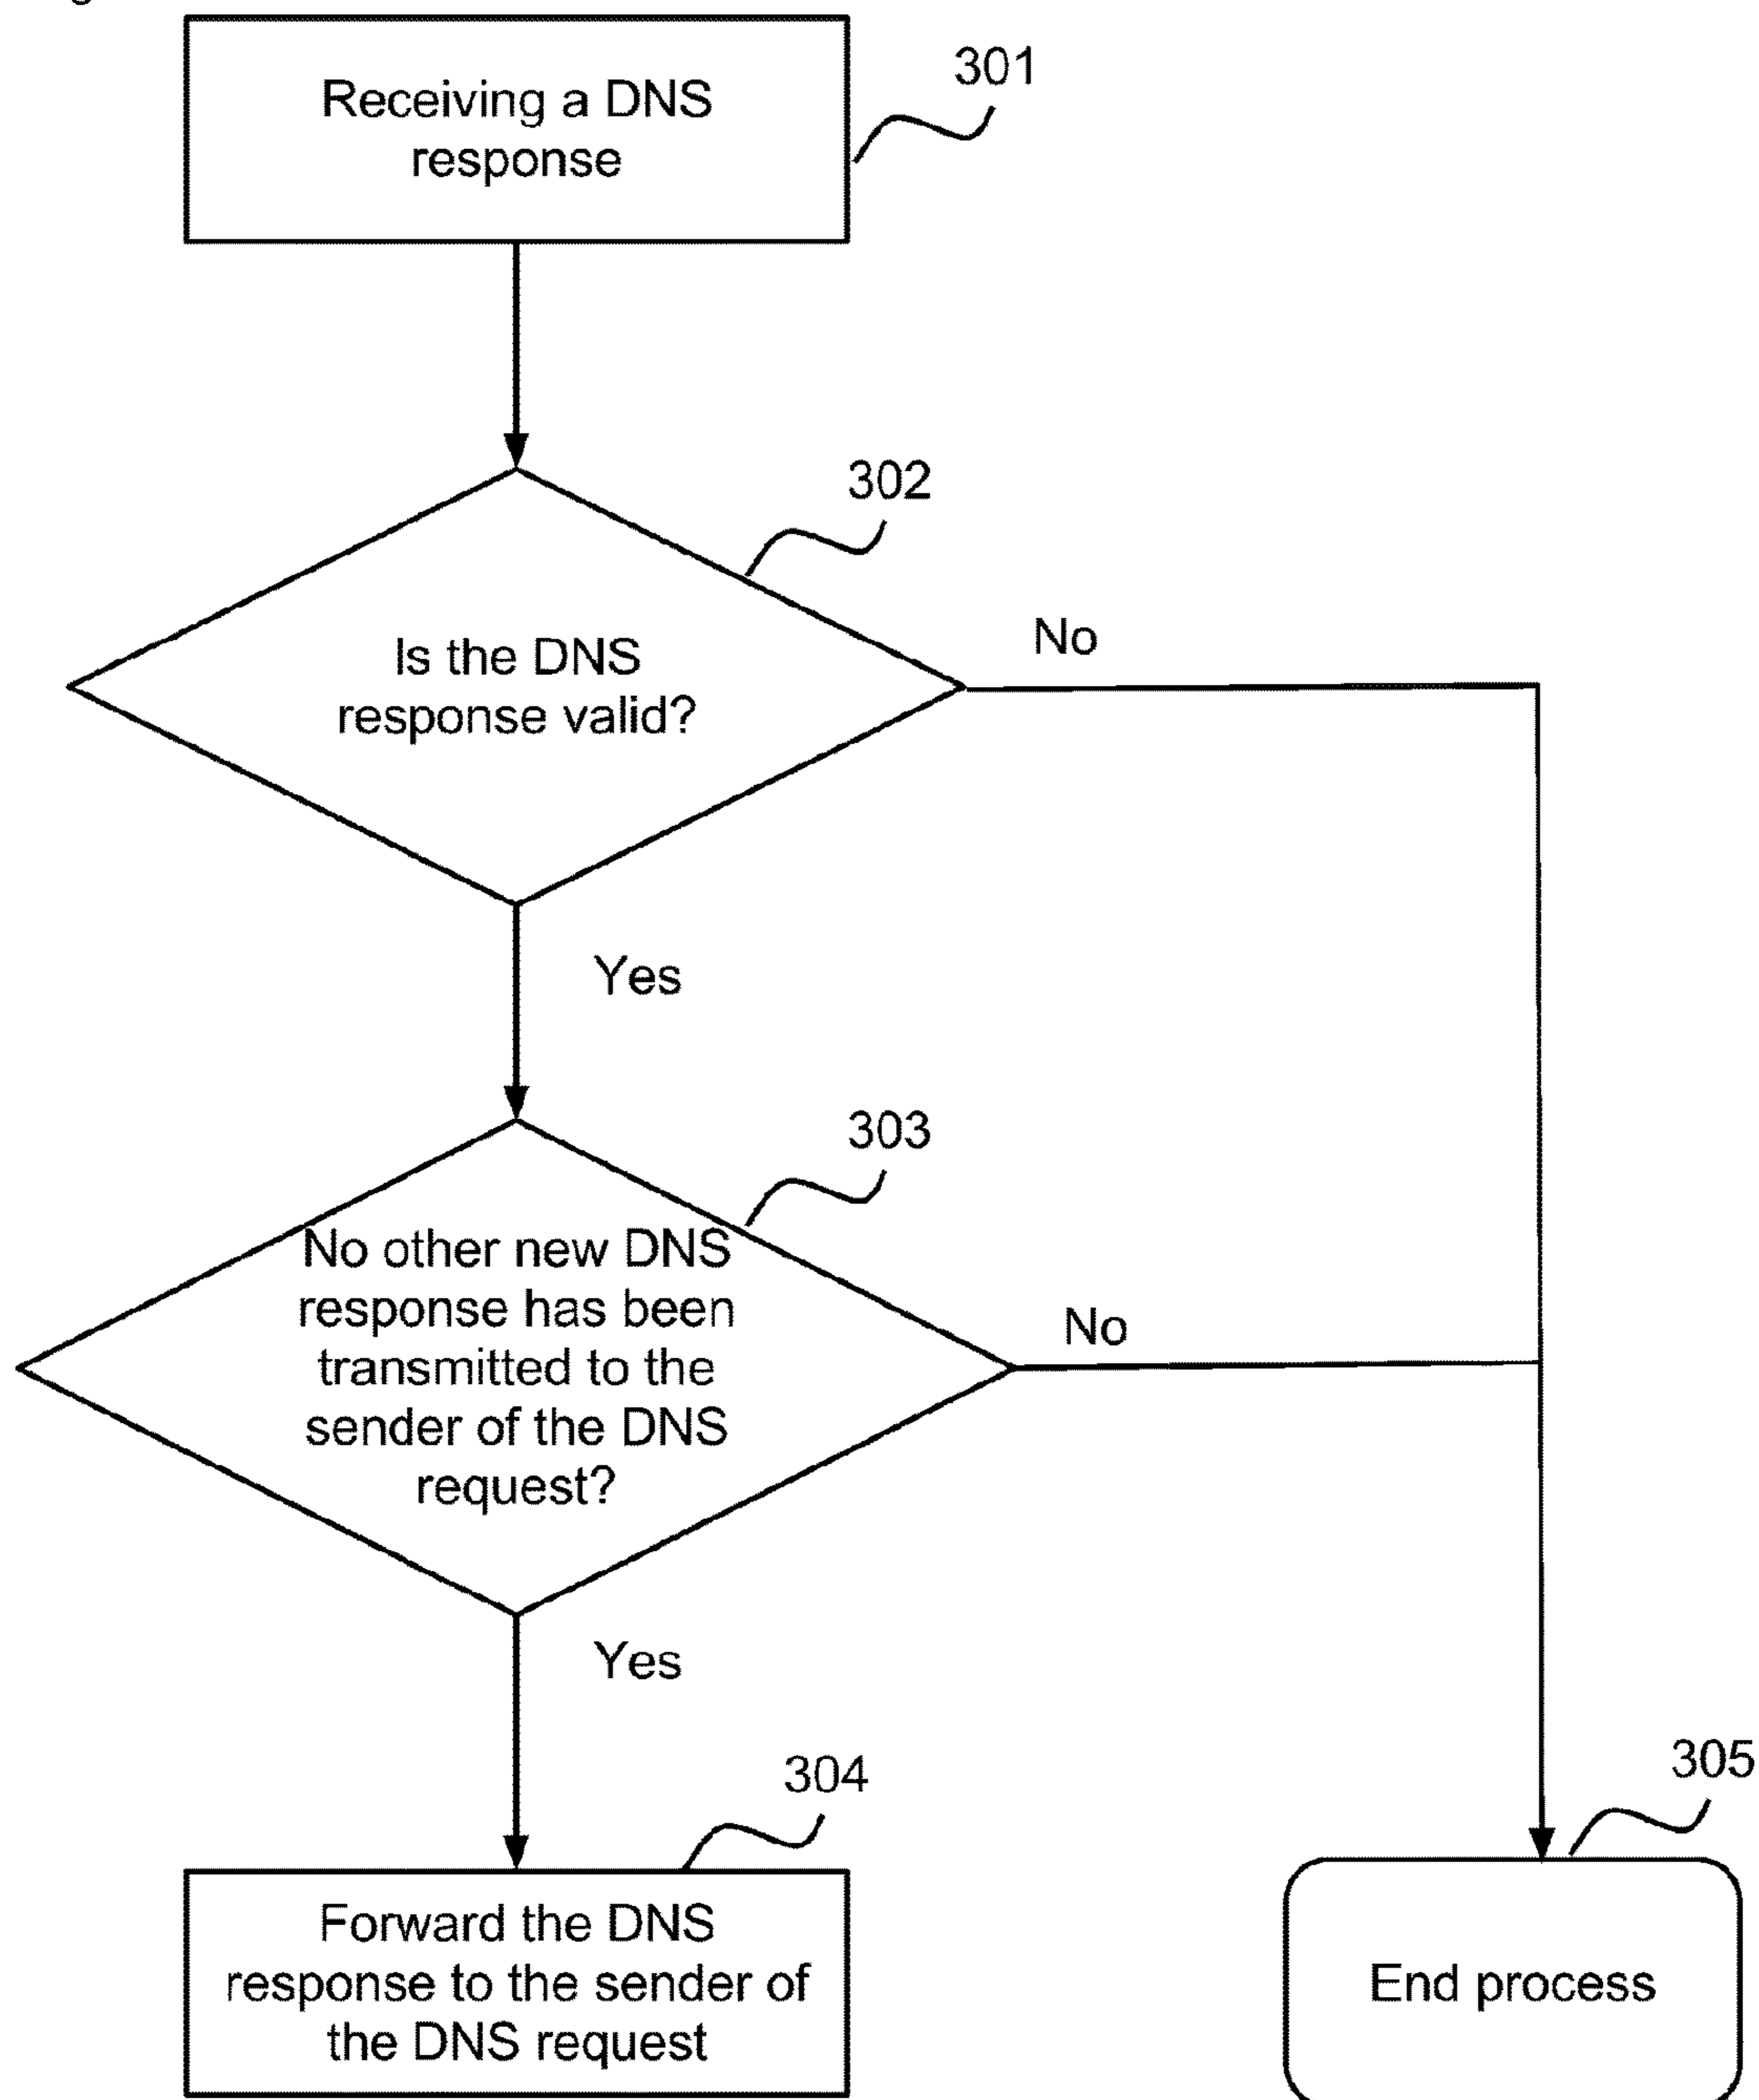 Receiving a DNS
response
301
302
Is the DNS
response valid?
No
Yes
303
No other new DNS
response has been
transmitted to the
sender of the DNS
request?
No
Yes
304
305
Forward the DNS
response to the sender of
the DNS request
End process